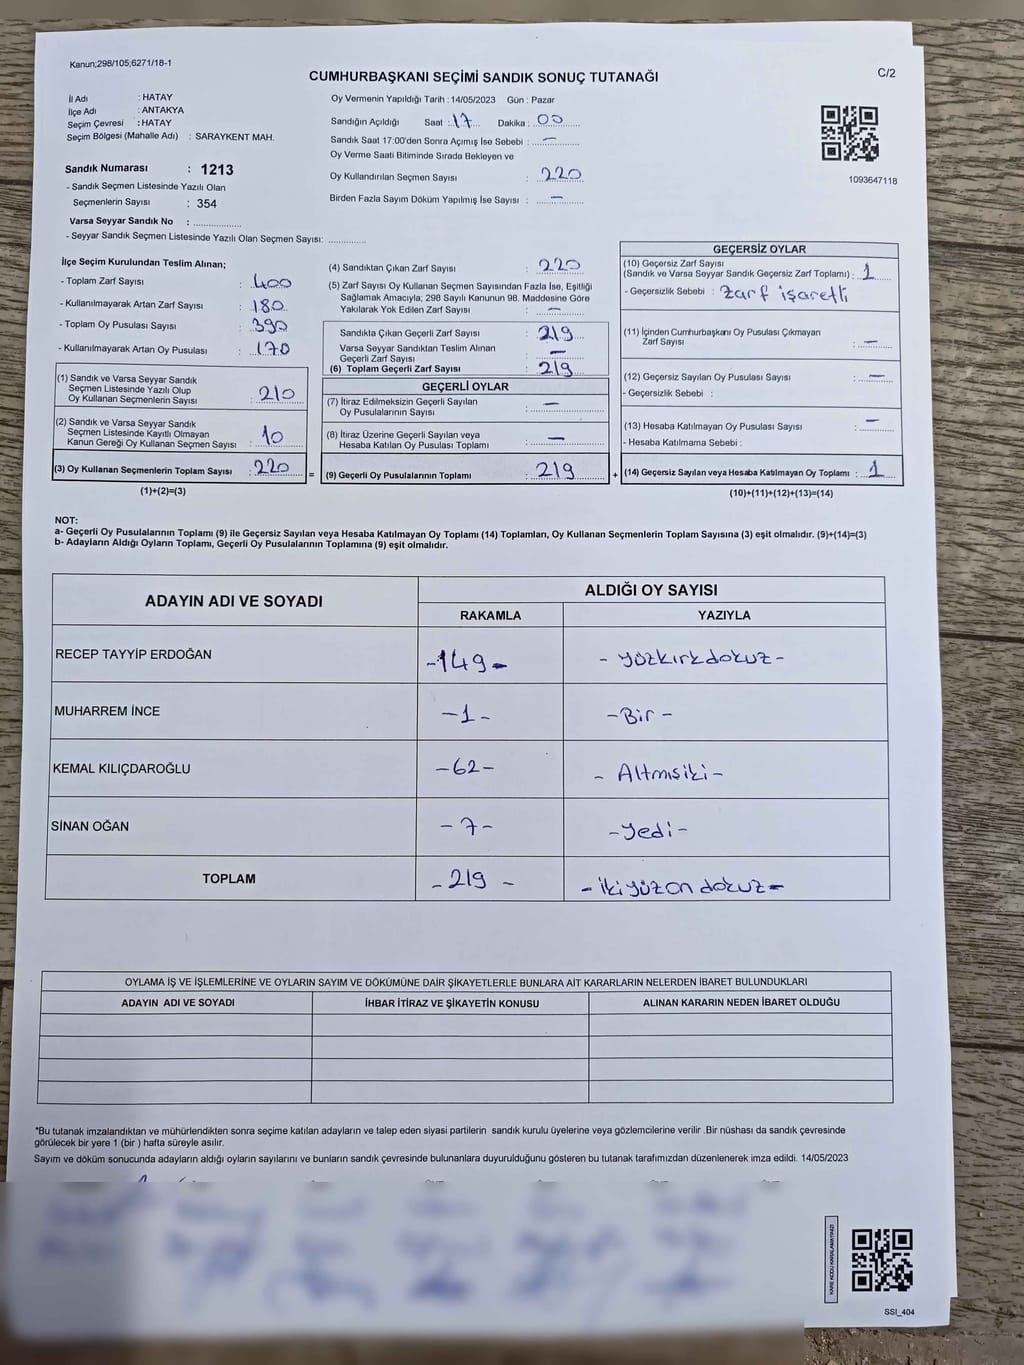 Kanun;298/105;6271/18-1
CUMHURBAŞKANI SEÇİMİ SANDIK SONUÇ TUTANAĞI
C/2
İl Adı : HATAY
İlçe Adı : ANTAKYA
Seçim Çevresi : HATAY
Seçim Bölgesi (Mahalle Adı) : SARAYKENT MAH.
Sandık Numarası : 1213
- Sandık Seçmen Listesinde Yazılı Olan
Seçmenlerin Sayısı : 354
Varsa Seyyar Sandık No :
- Seyyar Sandık Seçmen Listesinde Yazılı Olan Seçmen Sayısı:
Oy Vermenin Yapıldığı Tarih : 14/05/2023 Gün : Pazar
Sandığın Açıldığı Saat : 17 Dakika : 00
Sandık Saat 17:00'den Sonra Açımış İse Sebebi : —
Oy Verme Saati Bitiminde Sırada Bekleyen ve
Oy Kullandırılan Seçmen Sayısı : 220
Birden Fazla Sayım Döküm Yapılmış İse Sayısı : —
1093647118
İlçe Seçim Kurulundan Teslim Alınan;
- Toplam Zarf Sayısı : 400
- Kullanılmayarak Artan Zarf Sayısı : 180
- Toplam Oy Pusulası Sayısı : 390
- Kullanılmayarak Artan Oy Pusulası : 170
(1) Sandık ve Varsa Seyyar Sandık
Seçmen Listesinde Yazılı Olup
Oy Kullanan Seçmenlerin Sayısı : 210
(2) Sandık ve Varsa Seyyar Sandık
Seçmen Listesinde Kayıtlı Olmayan
Kanun Gereği Oy Kullanan Seçmen Sayısı : 10
(3) Oy Kullanan Seçmenlerin Toplam Sayısı : 220
(1)+(2)=(3)
(4) Sandıktan Çıkan Zarf Sayısı : 220
(5) Zarf Sayısı Oy Kullanan Seçmen Sayısından Fazla İse, Eşitliği
Sağlamak Amacıyla; 298 Sayılı Kanunun 98. Maddesine Göre
Yakılarak Yok Edilen Zarf Sayısı : —
Sandıkta Çıkan Geçerli Zarf Sayısı : 219
Varsa Seyyar Sandıktan Teslim Alınan
Geçerli Zarf Sayısı : —
(6) Toplam Geçerli Zarf Sayısı : 219
GEÇERLİ OYLAR
(7) İtiraz Edilmeksizin Geçerli Sayılan
Oy Pusulalarının Sayısı : —
(8) İtiraz Üzerine Geçerli Sayılan veya
Hesaba Katılan Oy Pusulası Toplamı : —
= (9) Geçerli Oy Pusulalarının Toplamı : 219
GEÇERSİZ OYLAR
(10) Geçersiz Zarf Sayısı
(Sandık ve Varsa Seyyar Sandık Geçersiz Zarf Toplamı) : 1
- Geçersizlik Sebebi : Zarf işaretli
(11) İçinden Cumhurbaşkanı Oy Pusulası Çıkmayan
Zarf Sayısı : —
(12) Geçersiz Sayılan Oy Pusulası Sayısı : —
- Geçersizlik Sebebi :
(13) Hesaba Katılmayan Oy Pusulası Sayısı : —
- Hesaba Katılmama Sebebi :
+ (14) Geçersiz Sayılan veya Hesaba Katılmayan Oy Toplamı : 1
(10)+(11)+(12)+(13)=(14)
NOT:
a- Geçerli Oy Pusulalarının Toplamı (9) ile Geçersiz Sayılan veya Hesaba Katılmayan Oy Toplamı (14) Toplamları, Oy Kullanan Seçmenlerin Toplam Sayısına (3) eşit olmalıdır. (9)+(14)=(3)
b- Adayların Aldığı Oyların Toplamı, Geçerli Oy Pusulalarının Toplamına (9) eşit olmalıdır.
ADAYIN ADI VE SOYADI
ALDIĞI OY SAYISI
RAKAMLA YAZIYLA
RECEP TAYYİP ERDOĞAN -149- - yüzkırkdokuz -
MUHARREM İNCE -1- - Bir -
KEMAL KILIÇDAROĞLU -62- - Altmışiki -
SİNAN OĞAN -7- - yedi -
TOPLAM -219- - ikiyüzon dokuz -
OYLAMA İŞ VE İŞLEMLERİNE VE OYLARIN SAYIM VE DÖKÜMÜNE DAİR ŞİKAYETLERLE BUNLARA AİT KARARLARIN NELERDEN İBARET BULUNDUKLARI
ADAYIN ADI VE SOYADI İHBAR İTİRAZ VE ŞİKAYETİN KONUSU ALINAN KARARIN NEDEN İBARET OLDUĞU
*Bu tutanak imzalandıktan ve mühürlendikten sonra seçime katılan adayların ve talep eden siyasi partilerin sandık kurulu üyelerine veya gözlemcilerine verilir .Bir nüshası da sandık çevresinde
görülecek bir yere 1 (bir ) hafta süreyle asılır.
Sayım ve döküm sonucunda adayların aldığı oyların sayılarını ve bunların sandık çevresinde bulunanlara duyurulduğunu gösteren bu tutanak tarafımızdan düzenlenerek imza edildi. 14/05/2023
KARE KODU KARALAMAYINIZ!
SSI_404